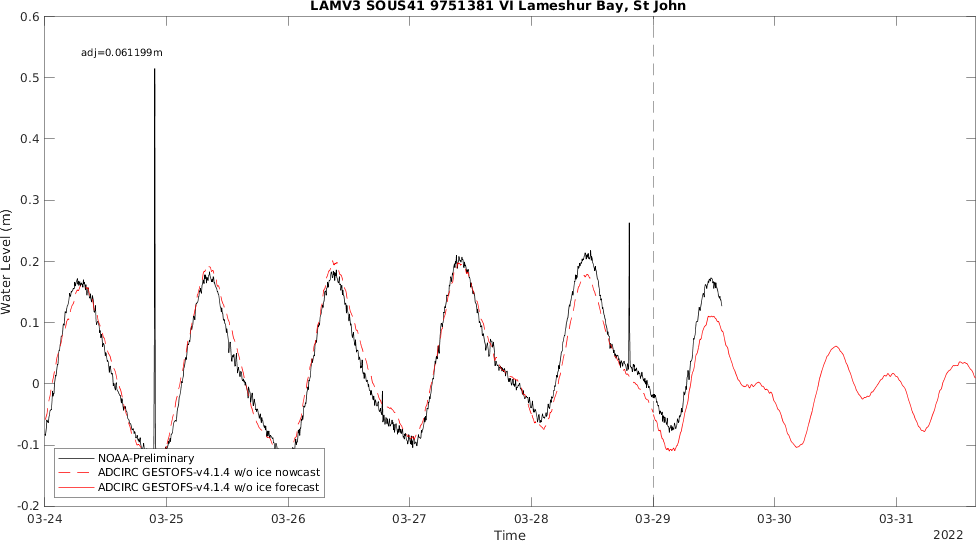 LAMV3 SOUS41 9751381 VI Lameshur Bay, St John
0.6
adj=0.061199m
0.5
0.4
0.3
0.2
0.1
0
-0.1
-0.2
Water Level (m)
NOAA-Preliminary
ADCIRC GESTOFS-v4.1.4 w/o ice nowcast
ADCIRC GESTOFS-v4.1.4 w/o ice forecast
03-24 03-25 03-26 03-27 03-28 03-29 03-30 03-31
Time
2022